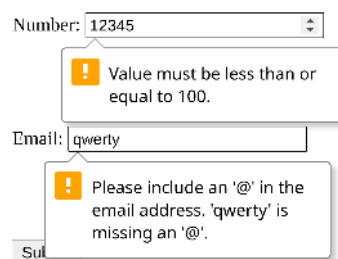 Number: 12345
Value must be less than or
equal to 100.
Email: qwerty
Please include an '@' in the
email address. 'qwerty' is
missing an '@'.